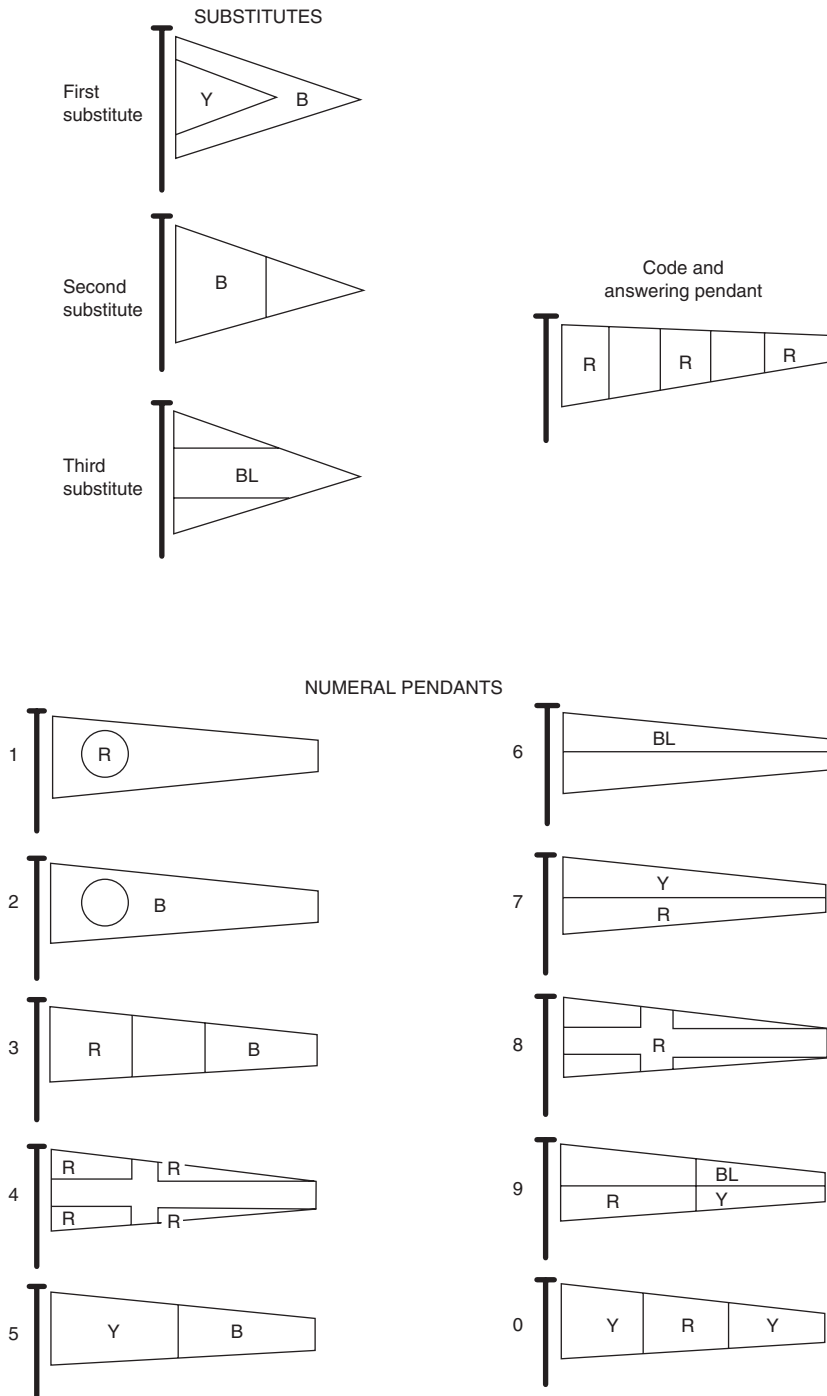 SUBSTITUTES
First
substitute
Y
B
Second
substitute
B
Third
substitute
BL
Code and
answering pendant
R
R
R
NUMERAL PENDANTS
1
R
2
B
3
R
B
4
R
R
R
R
5
Y
B
6
BL
7
Y
R
8
R
9
BL
R
Y
0
Y
R
Y